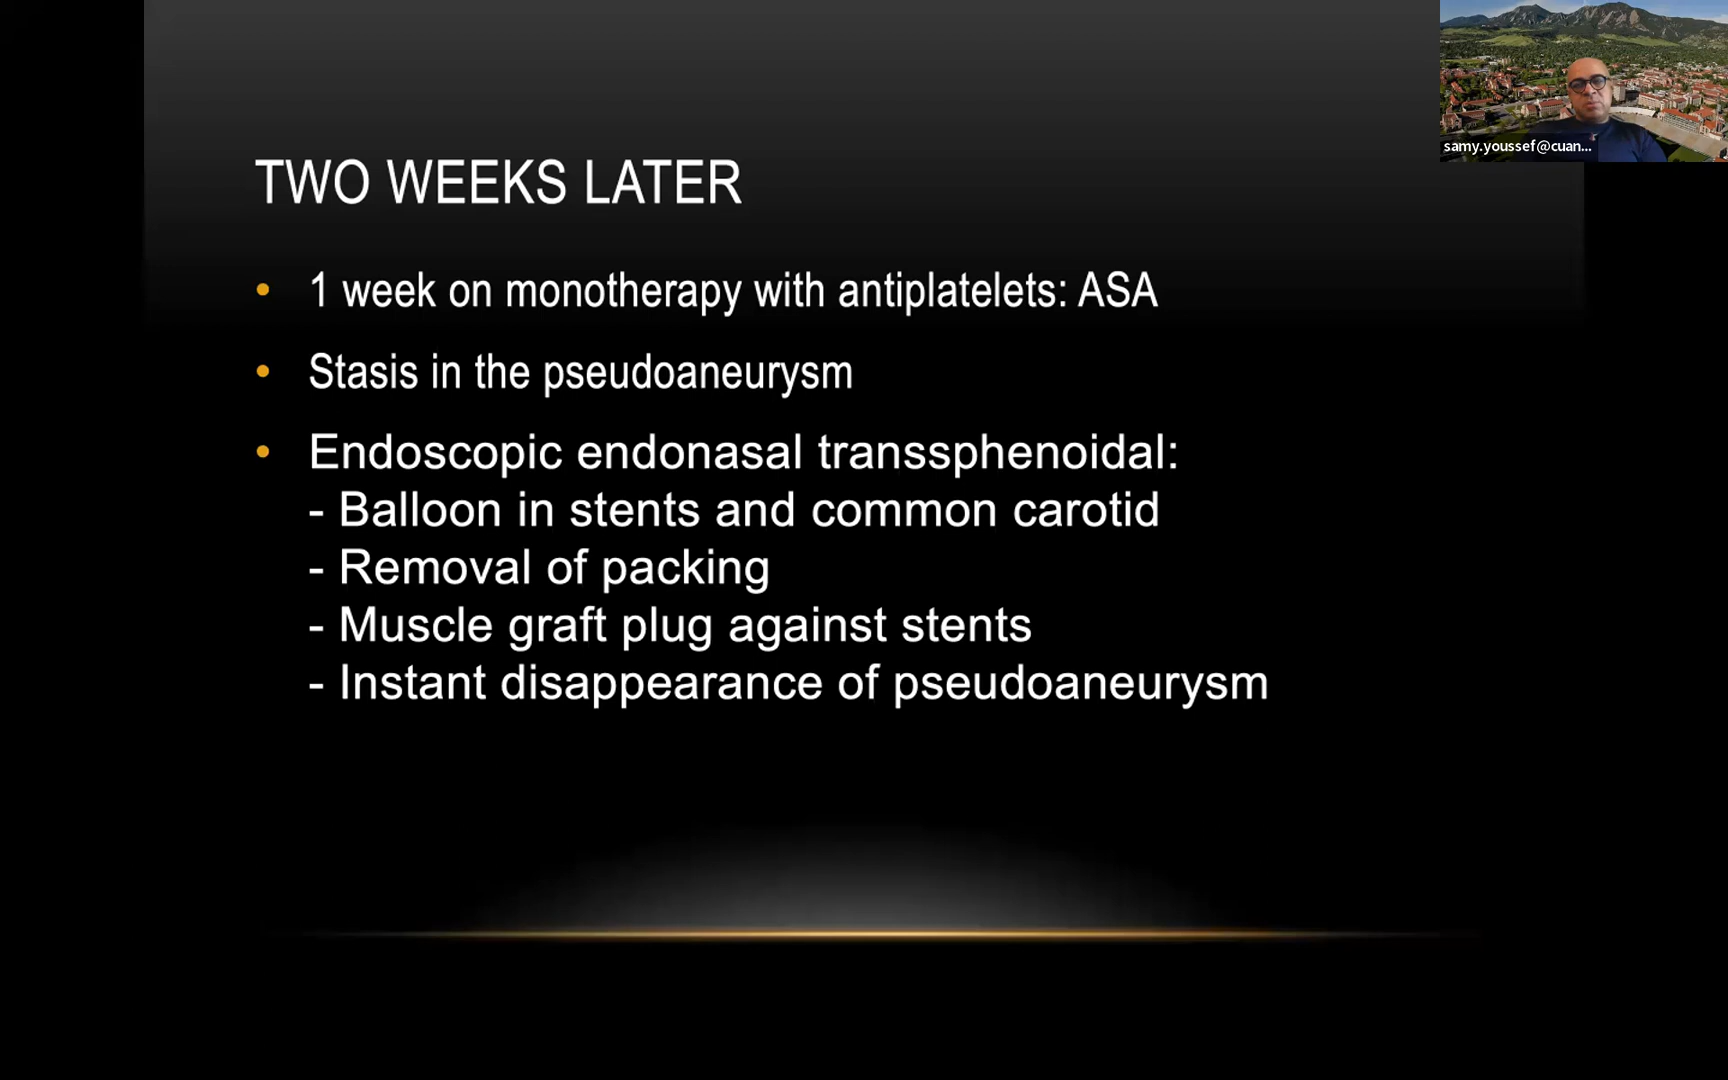 samy.youssef@cuan...
TWO WEEKS LATER
• 1 week on monotherapy with antiplatelets: ASA
• Stasis in the pseudoaneurysm
• Endoscopic endonasal transsphenoidal:
- Balloon in stents and common carotid
- Removal of packing
- Muscle graft plug against stents
- Instant disappearance of pseudoaneurysm